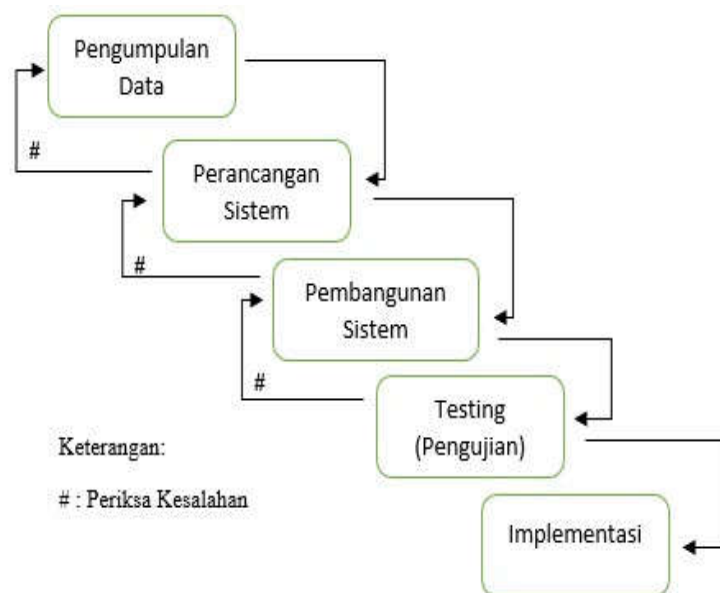 Pengumpulan
Data
#
Perancangan
Sistem
#
Pembangunan
Sistem
#
Testing
(Pengujian)
Keterangan:
# : Periksa Kesalahan
Implementasi